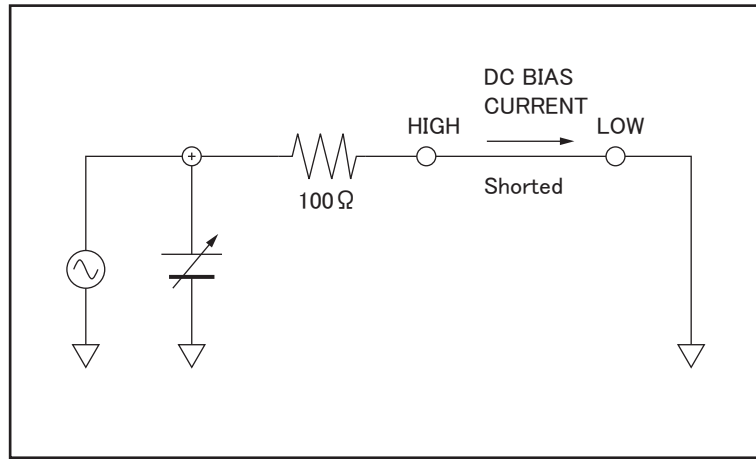 DC BIAS
CURRENT
HIGH
LOW
+
100Ω
Shorted